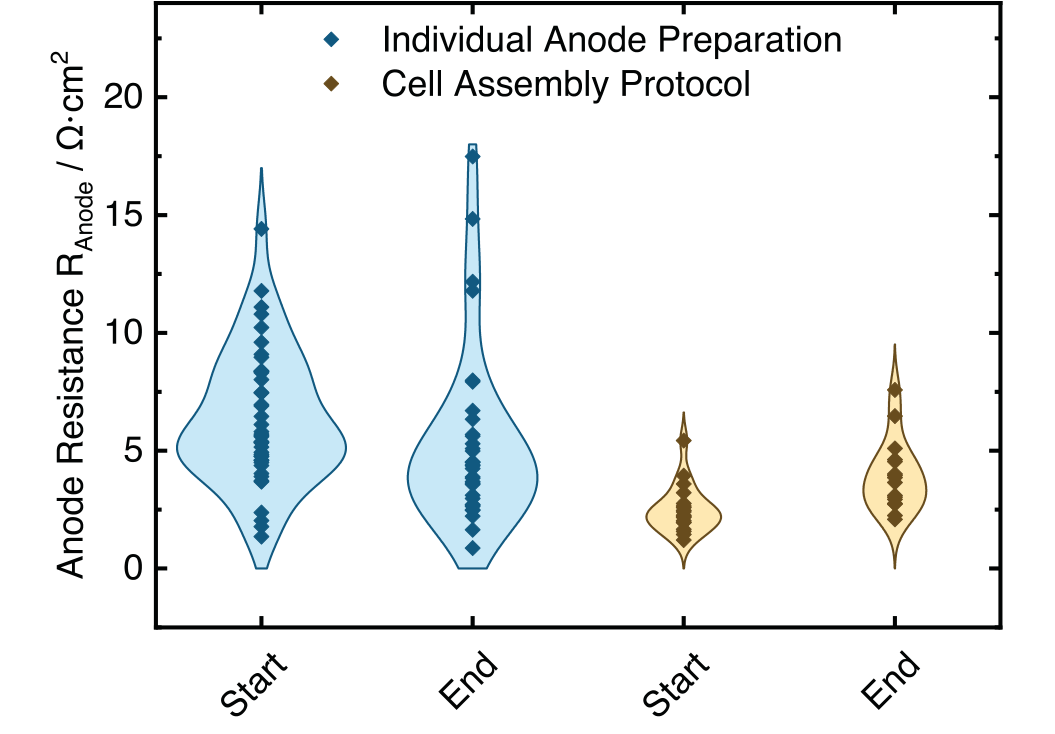 Individual Anode Preparation
Cell Assembly Protocol
Anode Resistance R_Anode / Ω·cm²
20
15
10
5
0
Start
End
Start
End